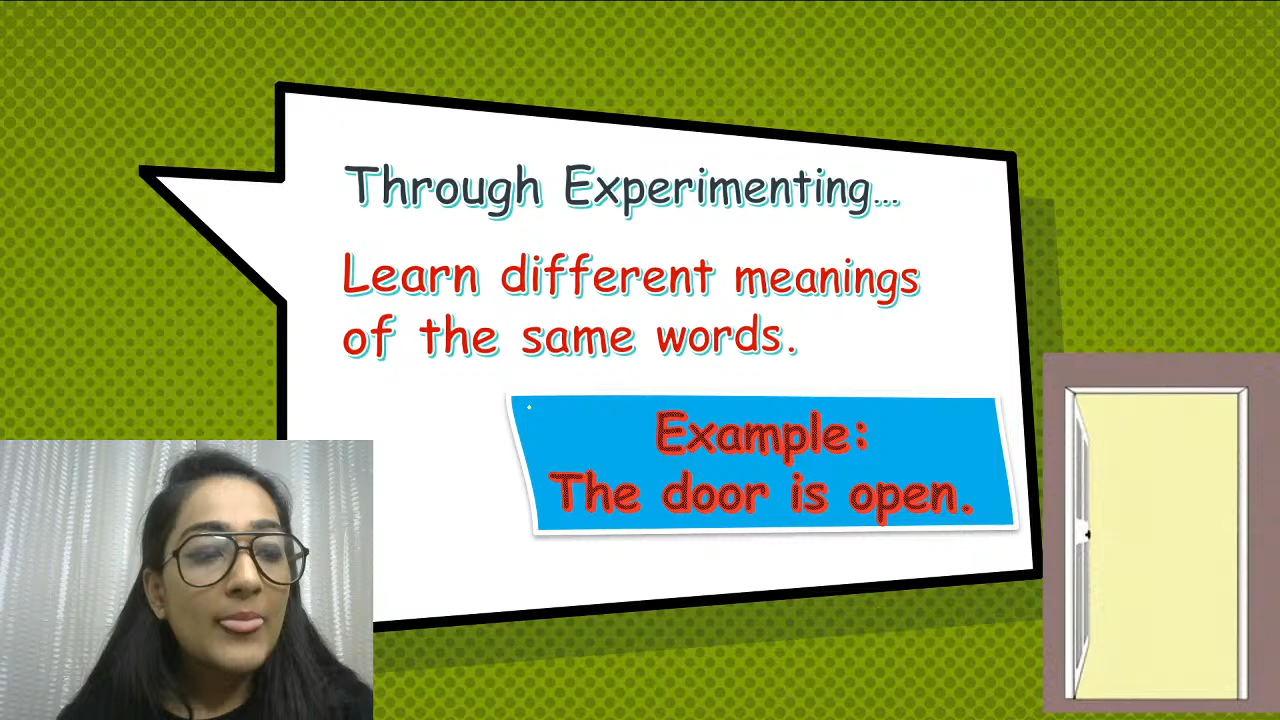 Through Experimenting...
Learn different meanings
of the same words.
Example:
The door is open.